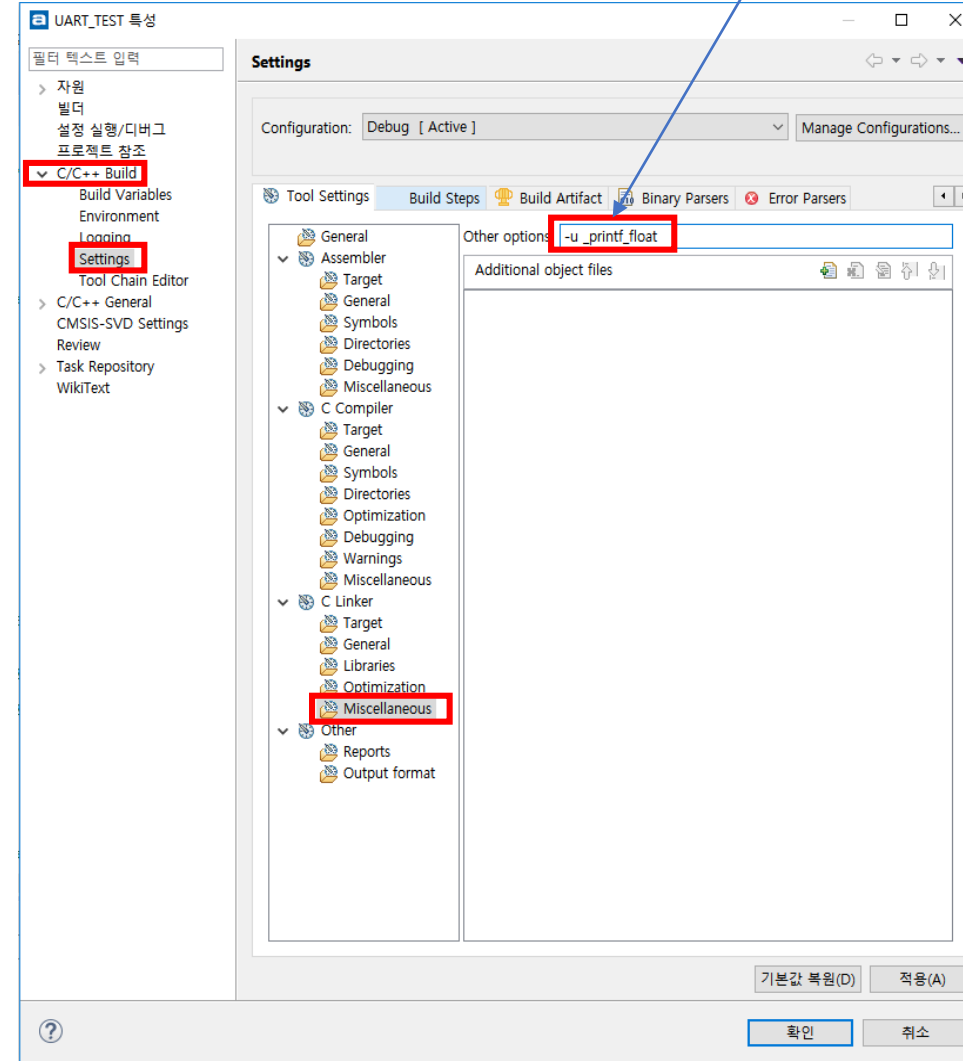 a UART_TEST 특성
필터 텍스트 입력
자원
빌더
설정 실행/디버그
프로젝트 참조
C/C++ Build
Build Variables
Environment
Logging
Settings
Tool Chain Editor
C/C++ General
CMSIS-SVD Settings
Review
Task Repository
WikiText
Settings
Configuration: Debug [ Active ] Manage Configurations...
Tool Settings Build Steps Build Artifact Binary Parsers Error Parsers
General
Assembler
Target
General
Symbols
Directories
Debugging
Miscellaneous
C Compiler
Target
General
Symbols
Directories
Optimization
Debugging
Warnings
Miscellaneous
C Linker
Target
General
Libraries
Optimization
Miscellaneous
Other
Reports
Output format
Other options -u _printf_float
Additional object files
기본값 복원(D) 적용(A)
? 확인 취소